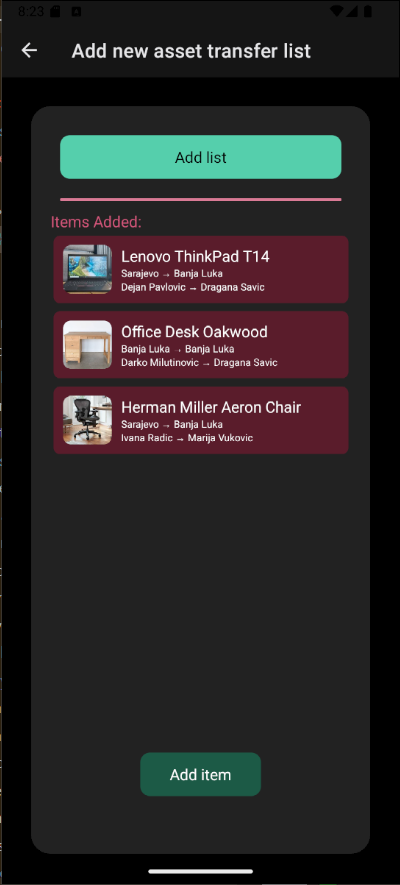 8:23
Add new asset transfer list
Add list
Items Added:
Lenovo ThinkPad T14
Sarajevo → Banja Luka
Dejan Pavlovic → Dragana Savic
Office Desk Oakwood
Banja Luka → Banja Luka
Darko Milutinovic → Dragana Savic
Herman Miller Aeron Chair
Sarajevo → Banja Luka
Ivana Radic → Marija Vukovic
Add item